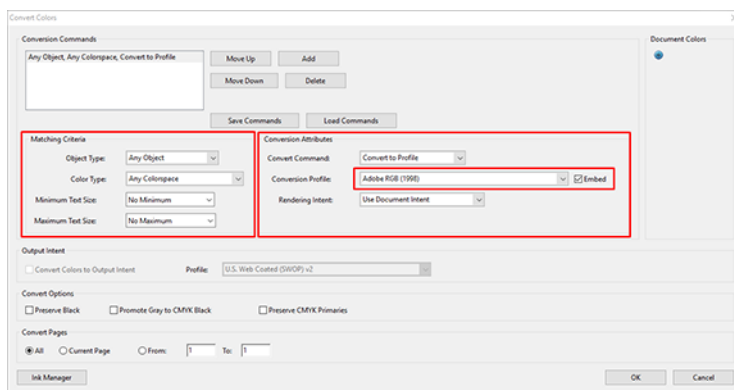 Convert Colors
Conversion Commands
Document Colors
Any Object, Any Colorspace, Convert to Profile
Move Up Add
Move Down Delete
Save Commands Load Commands
Matching Criteria
Object Type: Any Object
Color Type: Any Colorspace
Minimum Text Size: No Minimum
Maximum Text Size: No Maximum
Conversion Attributes
Convert Command: Convert to Profile
Conversion Profile: Adobe RGB (1998) Embed
Rendering Intent: Use Document Intent
Output Intent
Convert Colors to Output Intent Profile: U.S. Web Coated (SWOP) v2
Convert Options
Preserve Black Promote Gray to CMYK Black Preserve CMYK Primaries
Convert Pages
All Current Page From: 1 To: 1
Ink Manager OK Cancel